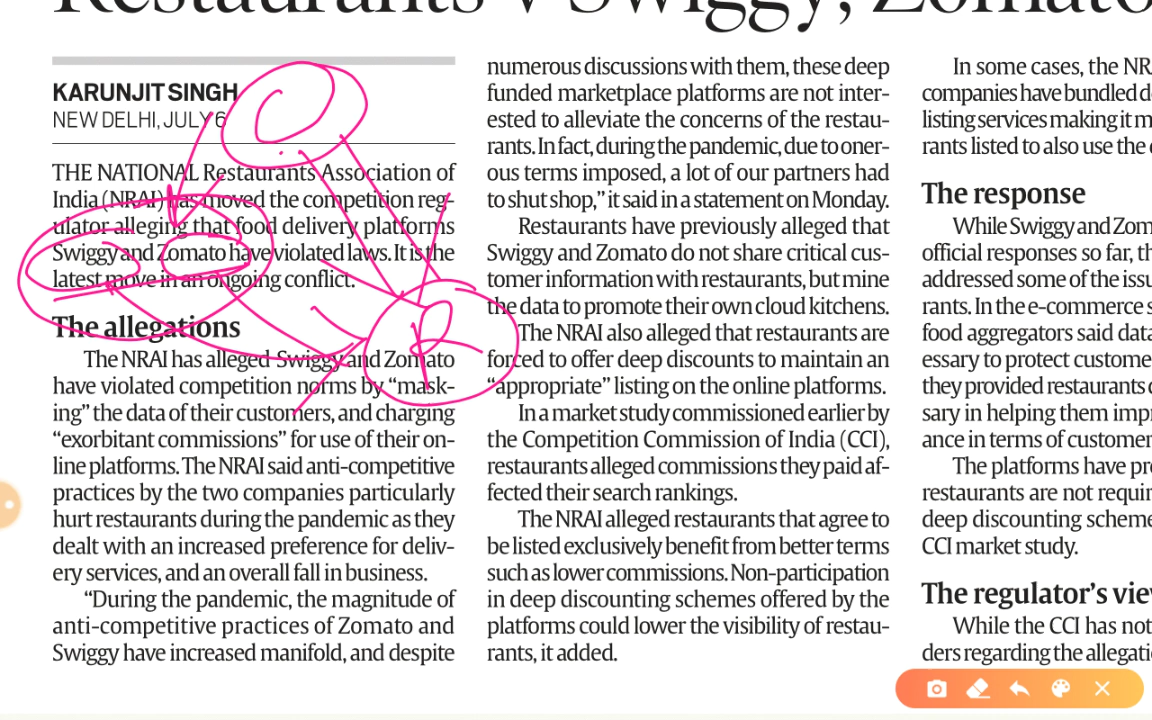 Restaurants v Swiggy, Zomato
KARUNJIT SINGH
NEW DELHI, JULY 6
THE NATIONAL Restaurants Association of
India (NRAI) has moved the competition reg-
ulator alleging that food delivery platforms
Swiggy and Zomato have violated laws. It is the
latest move in an ongoing conflict.
The allegations
The NRAI has alleged Swiggy and Zomato
have violated competition norms by “mask-
ing” the data of their customers, and charging
“exorbitant commissions” for use of their on-
line platforms. The NRAI said anti-competitive
practices by the two companies particularly
hurt restaurants during the pandemic as they
dealt with an increased preference for deliv-
ery services, and an overall fall in business.
“During the pandemic, the magnitude of
anti-competitive practices of Zomato and
Swiggy have increased manifold, and despite
numerous discussions with them, these deep
funded marketplace platforms are not inter-
ested to alleviate the concerns of the restau-
rants. In fact, during the pandemic, due to oner-
ous terms imposed, a lot of our partners had
to shut shop,” it said in a statement on Monday.
Restaurants have previously alleged that
Swiggy and Zomato do not share critical cus-
tomer information with restaurants, but mine
the data to promote their own cloud kitchens.
The NRAI also alleged that restaurants are
forced to offer deep discounts to maintain an
“appropriate” listing on the online platforms.
In a market study commissioned earlier by
the Competition Commission of India (CCI),
restaurants alleged commissions they paid af-
fected their search rankings.
The NRAI alleged restaurants that agree to
be listed exclusively benefit from better terms
such as lower commissions. Non-participation
in deep discounting schemes offered by the
platforms could lower the visibility of restau-
rants, it added.
In some cases, the NR
companies have bundled d
listing services making it m
rants listed to also use the
The response
While Swiggy and Zom
official responses so far, th
addressed some of the issu
rants. In the e-commerce s
food aggregators said data
essary to protect custome
they provided restaurants
sary in helping them imp
ance in terms of customer
The platforms have pr
restaurants are not requir
deep discounting scheme
CCI market study.
The regulator’s vie
While the CCI has not
ders regarding the allegati
C
R